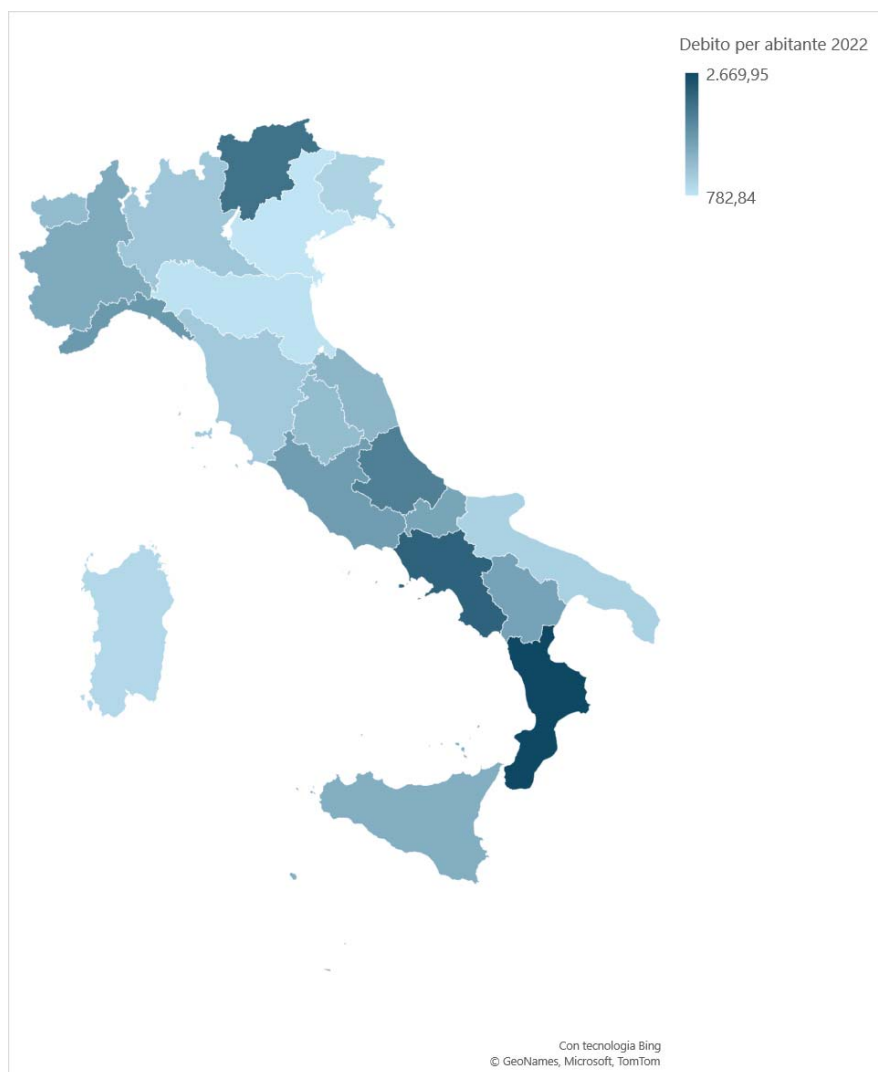 Debito per abitante 2022
2.669,95
782,84
Con tecnologia Bing
© GeoNames, Microsoft, TomTom